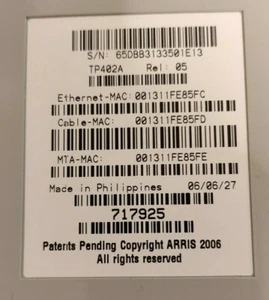 S/N: 65DBB3133501E13
TP402A Rel: 05
Ethernet-MAC: 001311FE85FC
Cable-MAC: 001311FE85FD
MTA-MAC: 001311FE85FE
Made in Philippines 06/06/27
717925
Patents Pending Copyright ARRIS 2006
All rights reserved